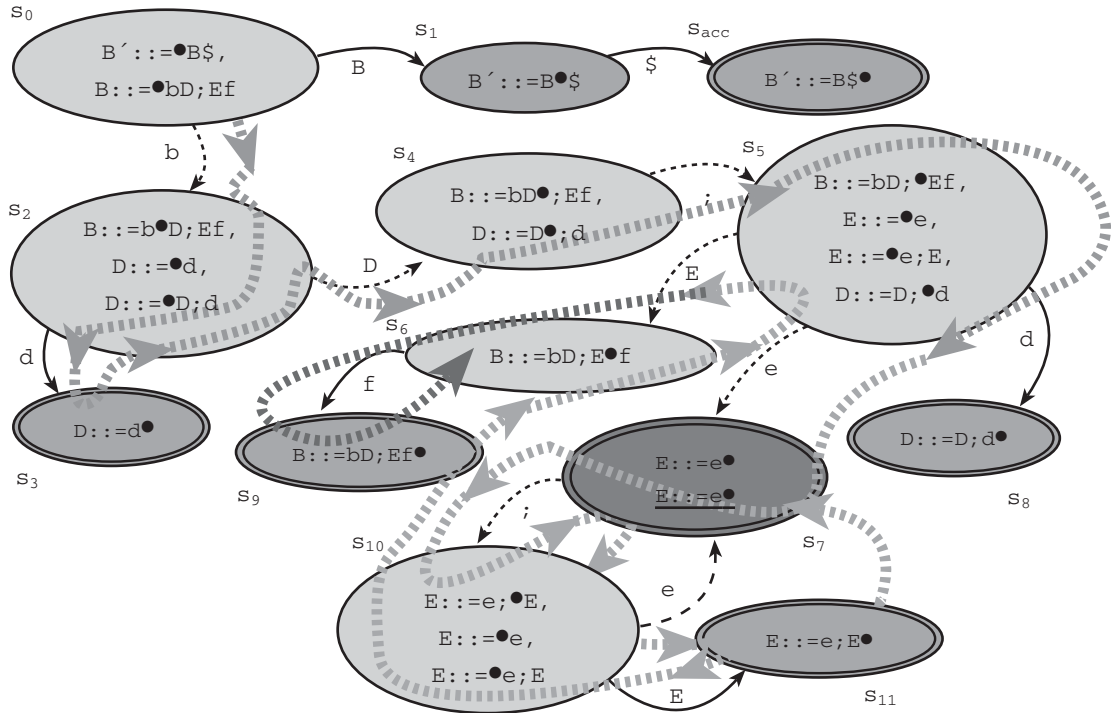 s0
B´::=●B$,
B::=●bD;Ef
s1
B
B´::=B●$
sacc
$
B´::=B$●
b
s2
B::=b●D;Ef,
D::=●d,
D::=●D;d
s4
B::=bD●;Ef,
D::=D●;d
D
;
s5
B::=bD;●Ef,
E::=●e,
E::=●e;E,
D::=D;●d
E
s6
B::=bD;E●f
d
D::=d●
s3
f
B::=bD;Ef●
s9
e
E::=e●
E::=e●
s7
d
D::=D;d●
s8
;
s10
E::=e;●E,
E::=●e,
E::=●e;E
e
E::=e;E●
s11
E